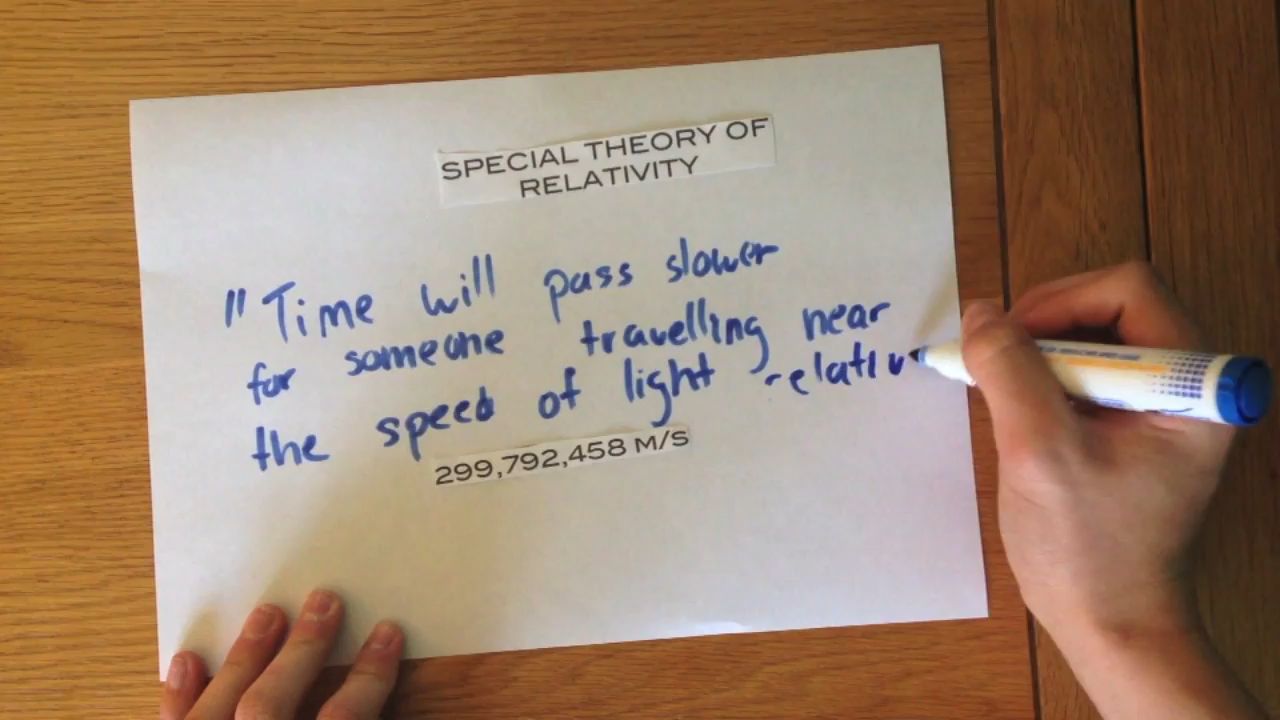 SPECIAL THEORY OF
RELATIVITY
"Time will pass slower
for someone travelling near
the speed of light relativ
299,792,458 M/S